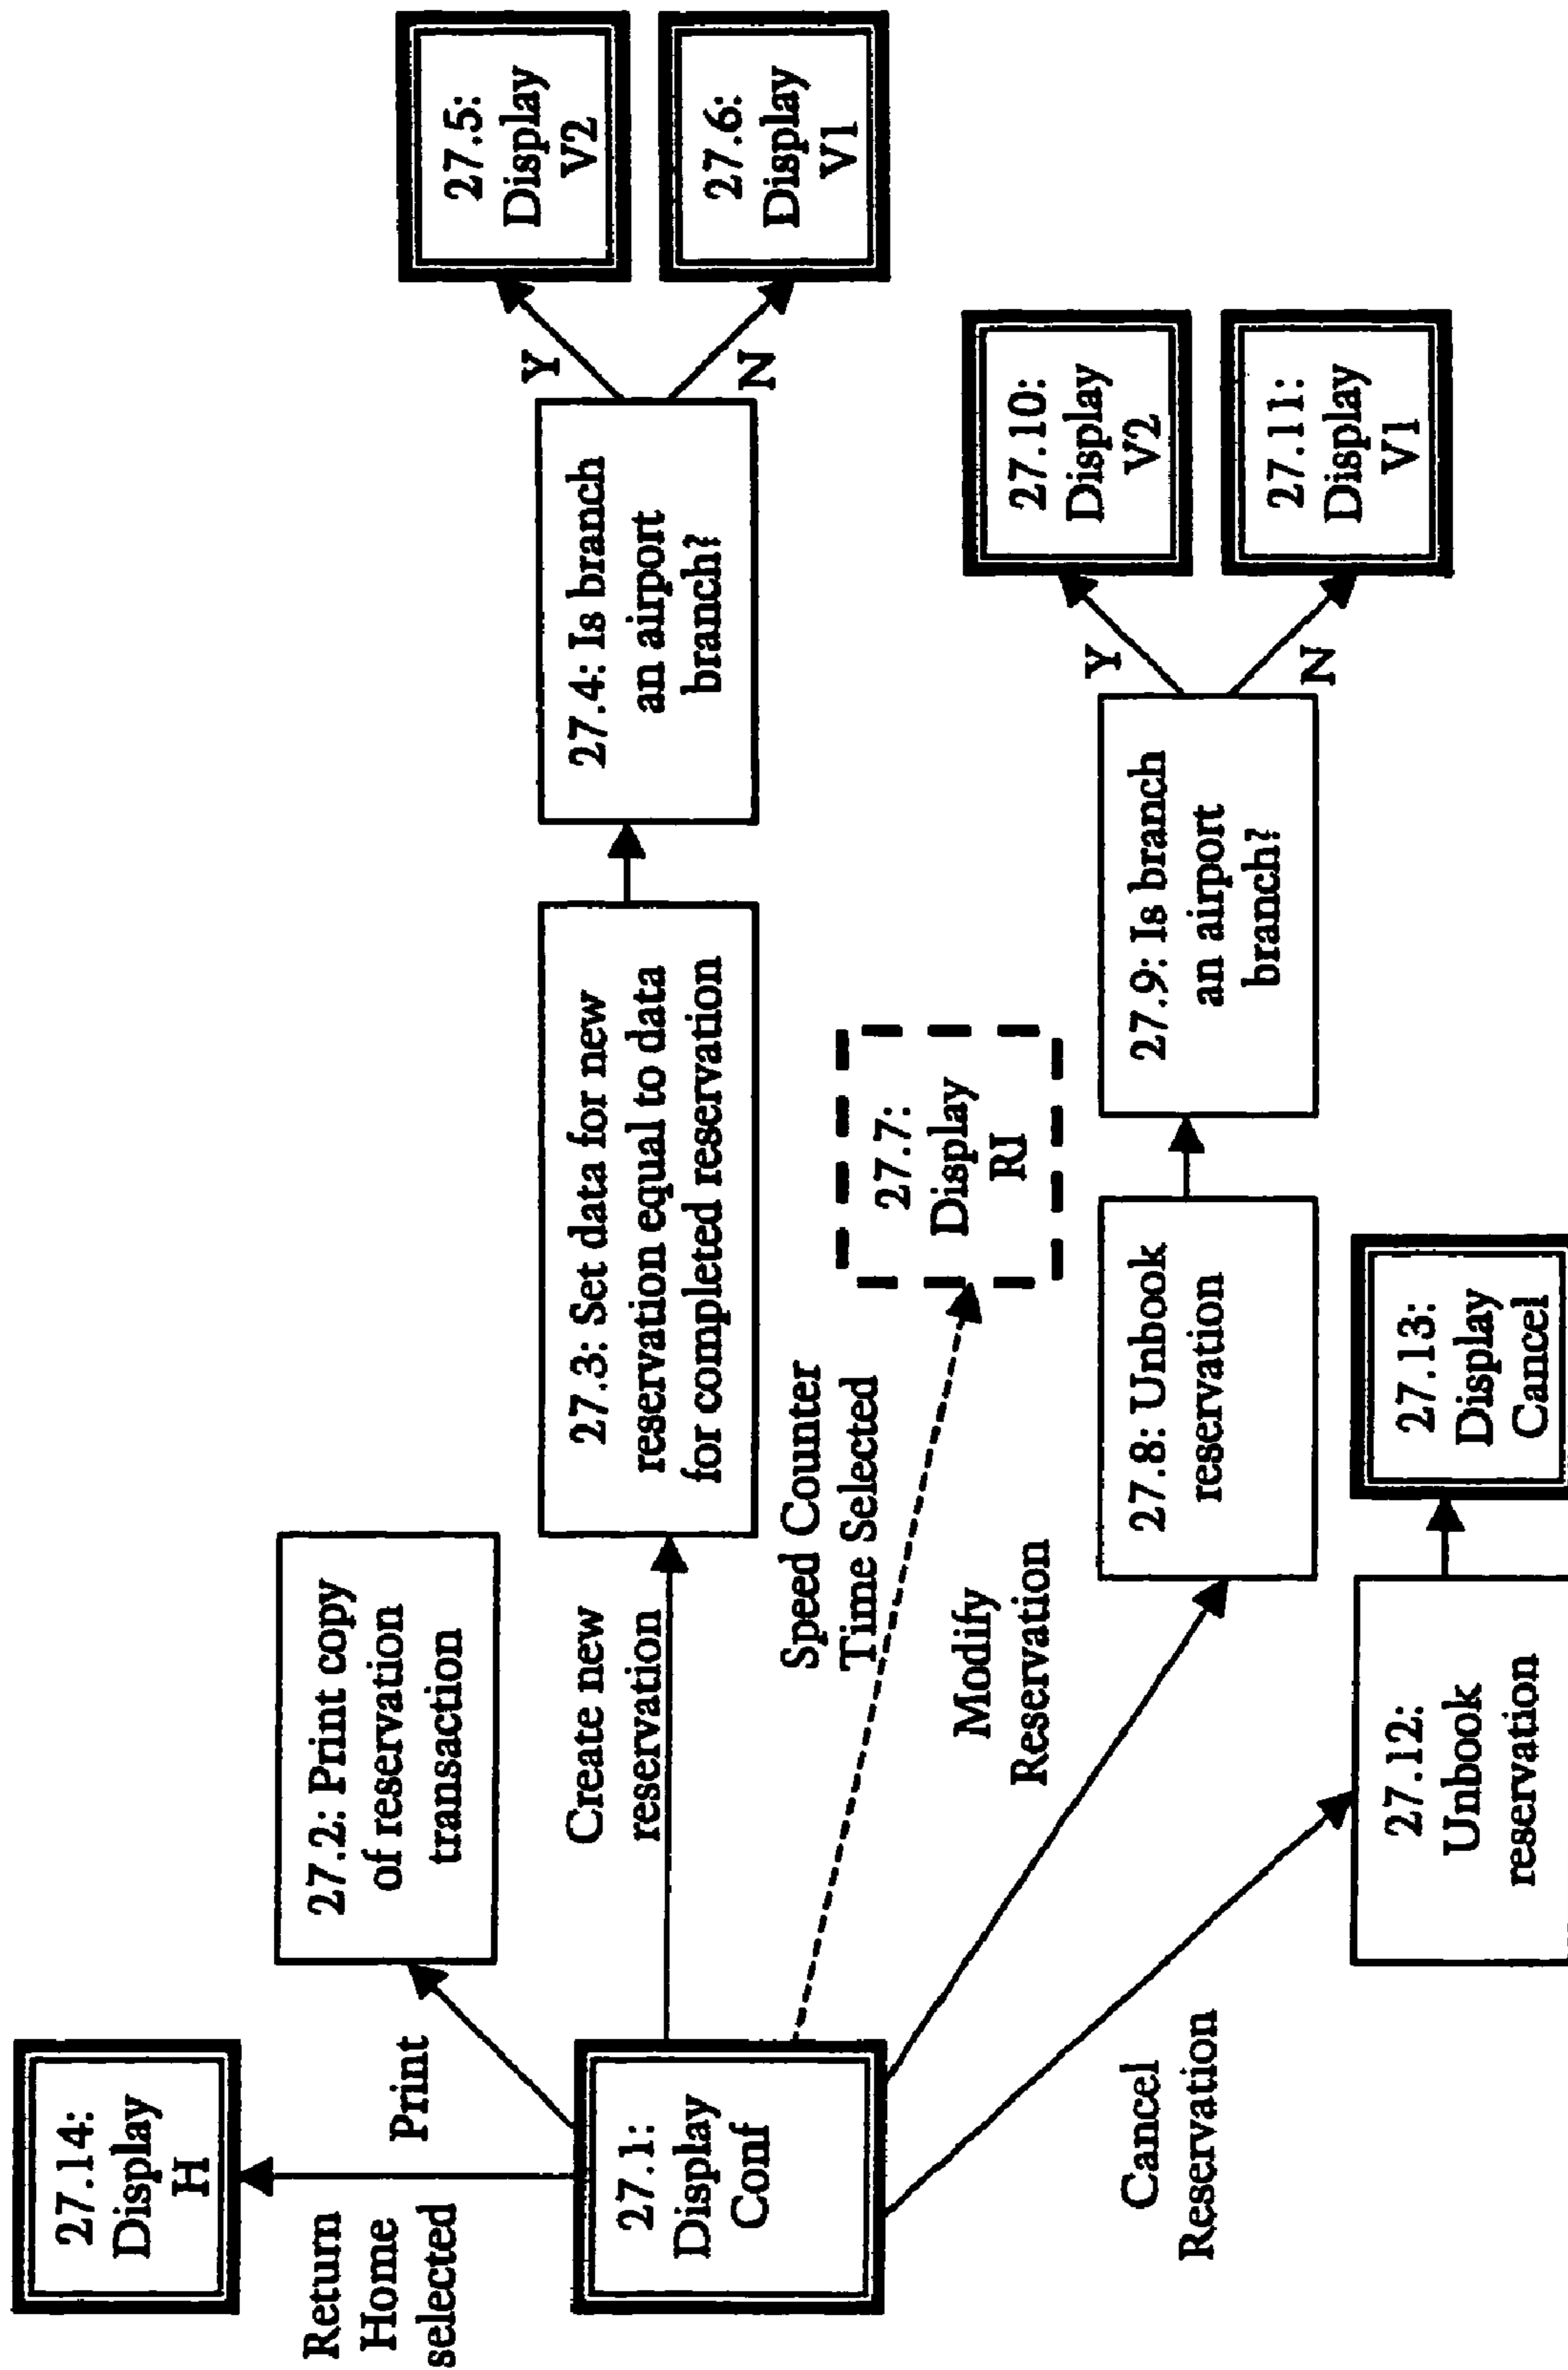 27.14:
Display
H
Return
Home
selected
Print
27.2: Print copy
of reservation
transaction
27.1:
Display
Conf
Create new
reservation
27.3: Set data for new
reservation equal to data
for completed reservation
27.4: Is branch
an airport
branch?
Y
N
27.5:
Display
V2
27.6:
Display
V1
Speed Counter
Time Selected
27.7:
Display
RI
Modify
Reservation
27.8: Unbook
reservation
27.9: Is branch
an airport
branch?
Y
N
27.10:
Display
V2
27.11:
Display
V1
Cancel
Reservation
27.12:
Unbook
reservation
27.13:
Display
Cancel